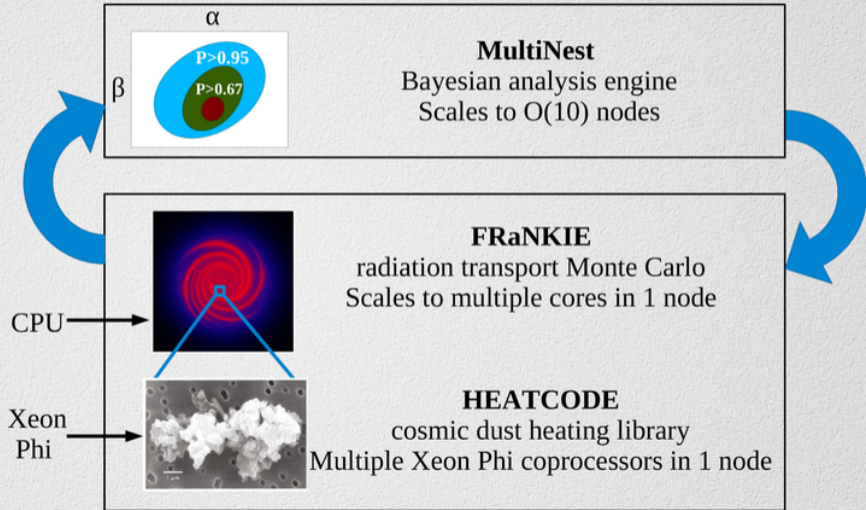 α
β
P>0.95
P>0.67
MultiNest
Bayesian analysis engine
Scales to O(10) nodes
FRaNKIE
radiation transport Monte Carlo
Scales to multiple cores in 1 node
CPU
HEATCODE
cosmic dust heating library
Multiple Xeon Phi coprocessors in 1 node
Xeon
Phi